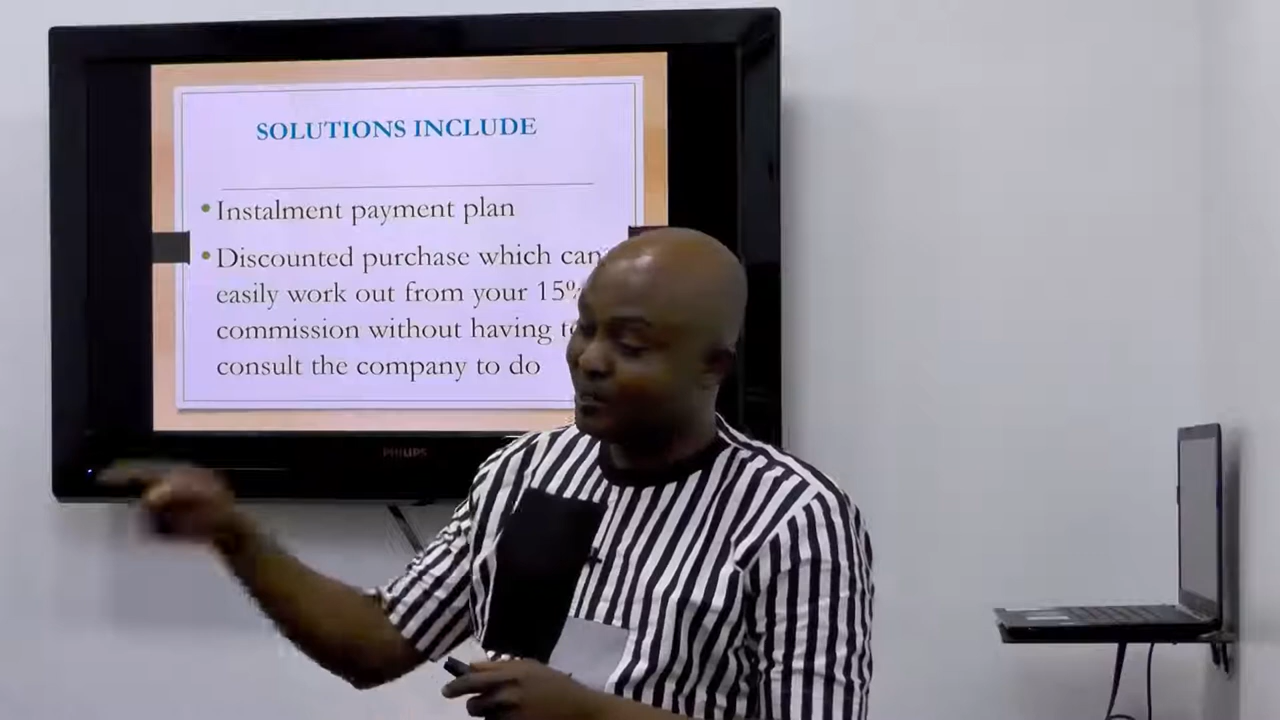 SOLUTIONS INCLUDE
• Instalment payment plan
• Discounted purchase which can
easily work out from your 15%
commission without having to
consult the company to do
PHILIPS